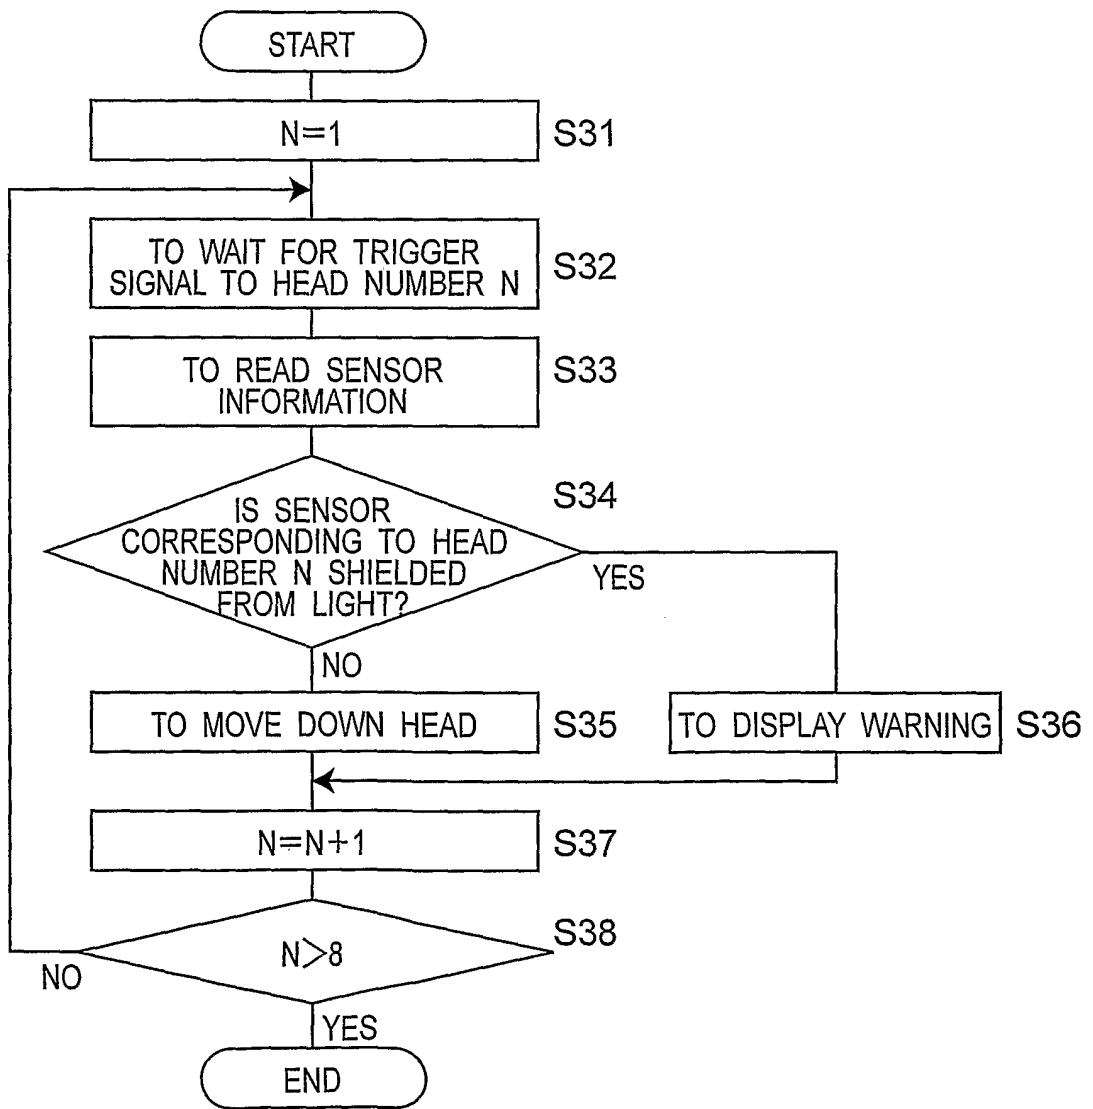 START
N=1
S31
TO WAIT FOR TRIGGER
SIGNAL TO HEAD NUMBER N
S32
TO READ SENSOR
INFORMATION
S33
IS SENSOR
CORRESPONDING TO HEAD
NUMBER N SHIELDED
FROM LIGHT?
S34
YES
NO
TO MOVE DOWN HEAD
S35
TO DISPLAY WARNING
S36
N=N+1
S37
N>8
S38
NO
YES
END